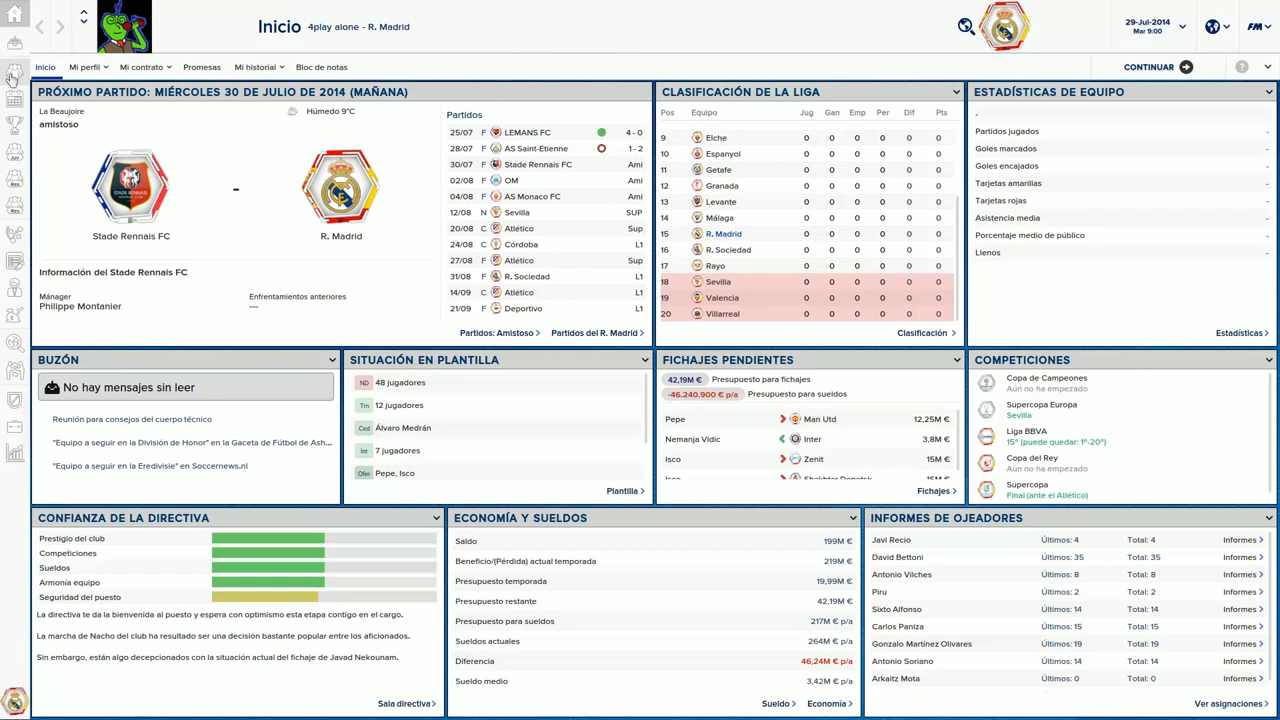 Inicio
4play alone - R. Madrid
29-Jul-2014
Mar 9:00
FM
Inicio Mi perfil Mi contrato Promesas Mi historial Bloc de notas
CONTINUAR
?
PRÓXIMO PARTIDO: MIÉRCOLES 30 DE JULIO DE 2014 (MAÑANA)
La Beaujoire
amistoso
Húmedo 9°C
-
Stade Rennais FC
R. Madrid
Información del Stade Rennais FC
Mánager
Philippe Montanier
Enfrentamientos anteriores
---
Partidos
25/07 F LEMANS FC 4 - 0
28/07 F AS Saint-Etienne 1 - 2
30/07 F Stade Rennais FC Ami
02/08 F OM Ami
04/08 F AS Monaco FC Ami
12/08 N Sevilla SUP
20/08 C Atlético Sup
24/08 C Córdoba L1
27/08 F Atlético Sup
31/08 F R. Sociedad L1
14/09 C Atlético L1
21/09 F Deportivo L1
Partidos: Amistoso Partidos del R. Madrid
CLASIFICACIÓN DE LA LIGA
Pos Equipo Jug Gan Emp Per Dif Pts
9 Elche 0 0 0 0 0 0
10 Espanyol 0 0 0 0 0 0
11 Getafe 0 0 0 0 0 0
12 Granada 0 0 0 0 0 0
13 Levante 0 0 0 0 0 0
14 Málaga 0 0 0 0 0 0
15 R. Madrid 0 0 0 0 0 0
16 R. Sociedad 0 0 0 0 0 0
17 Rayo 0 0 0 0 0 0
18 Sevilla 0 0 0 0 0 0
19 Valencia 0 0 0 0 0 0
20 Villarreal 0 0 0 0 0 0
Clasificación
ESTADÍSTICAS DE EQUIPO
-
Partidos jugados -
Goles marcados -
Goles encajados -
Tarjetas amarillas -
Tarjetas rojas -
Asistencia media -
Porcentaje medio de público -
Llenos -
Estadísticas
BUZÓN
No hay mensajes sin leer
Reunión para consejos del cuerpo técnico
"Equipo a seguir en la División de Honor" en la Gaceta de Fútbol de Ash...
"Equipo a seguir en la Eredivisie" en Soccernews.nl
SITUACIÓN EN PLANTILLA
ND 48 jugadores
Trn 12 jugadores
Ced Álvaro Medrán
Int 7 jugadores
Ofer Pepe, Isco
Plantilla
FICHAJES PENDIENTES
42,19M € Presupuesto para fichajes
-46.240.900 € p/a Presupuesto para sueldos
Pepe Man Utd 12,25M €
Nemanja Vidic Inter 3,8M €
Isco Zenit 15M €
Isco Shakhtar Donetsk 15M €
Fichajes
COMPETICIONES
Copa de Campeones
Aún no ha empezado
Supercopa Europa
Sevilla
Liga BBVA
15º (puede quedar: 1º-20º)
Copa del Rey
Aún no ha empezado
Supercopa
Final (ante el Atlético)
CONFIANZA DE LA DIRECTIVA
Prestigio del club
Competiciones
Sueldos
Armonía equipo
Seguridad del puesto
La directiva te da la bienvenida al puesto y espera con optimismo esta etapa contigo en el cargo.
La marcha de Nacho del club ha resultado ser una decisión bastante popular entre los aficionados.
Sin embargo, están algo decepcionados con la situación actual del fichaje de Javad Nekounam.
Sala directiva
ECONOMÍA Y SUELDOS
Saldo 199M €
Beneficio/(Pérdida) actual temporada 219M €
Presupuesto temporada 19,99M €
Presupuesto restante 42,19M €
Presupuesto para sueldos 217M € p/a
Sueldos actuales 264M € p/a
Diferencia 46,24M € p/a
Sueldo medio 3,42M € p/a
Sueldo Economía
INFORMES DE OJEADORES
Javi Recio Últimos: 4 Total: 4 Informes
David Bettoni Últimos: 35 Total: 35 Informes
Antonio Vilches Últimos: 8 Total: 8 Informes
Piru Últimos: 2 Total: 2 Informes
Sixto Alfonso Últimos: 14 Total: 14 Informes
Carlos Paniza Últimos: 15 Total: 15 Informes
Gonzalo Martínez Olivares Últimos: 19 Total: 19 Informes
Antonio Soriano Últimos: 14 Total: 14 Informes
Arkaitz Mota Últimos: 0 Total: 0 Informes
Ver asignaciones